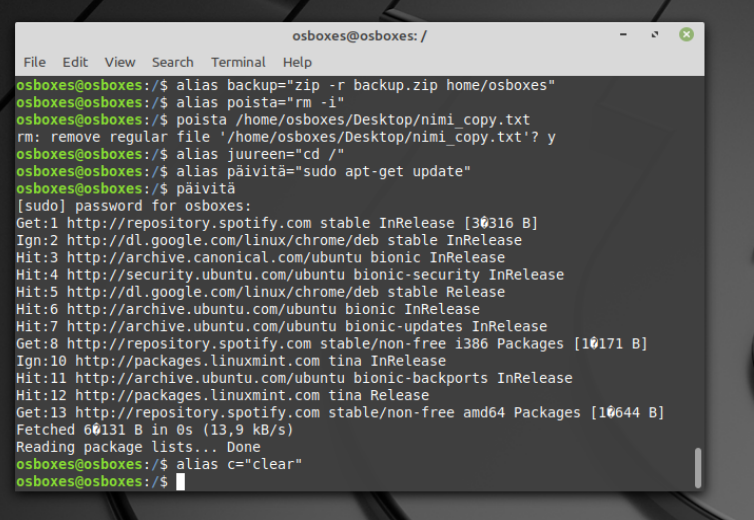 osboxes@osboxes: /
File Edit View Search Terminal Help
osboxes@osboxes:/$ alias backup="zip -r backup.zip home/osboxes"
osboxes@osboxes:/$ alias poista="rm -i"
osboxes@osboxes:/$ poista /home/osboxes/Desktop/nimi_copy.txt
rm: remove regular file '/home/osboxes/Desktop/nimi_copy.txt'? y
osboxes@osboxes:/$ alias juureen="cd /"
osboxes@osboxes:/$ alias päivitä="sudo apt-get update"
osboxes@osboxes:/$ päivitä
[sudo] password for osboxes:
Get:1 http://repository.spotify.com stable InRelease [3�316 B]
Ign:2 http://dl.google.com/linux/chrome/deb stable InRelease
Hit:3 http://archive.canonical.com/ubuntu bionic InRelease
Hit:4 http://security.ubuntu.com/ubuntu bionic-security InRelease
Hit:5 http://dl.google.com/linux/chrome/deb stable Release
Hit:6 http://archive.ubuntu.com/ubuntu bionic InRelease
Hit:7 http://archive.ubuntu.com/ubuntu bionic-updates InRelease
Get:8 http://repository.spotify.com stable/non-free i386 Packages [1�171 B]
Ign:10 http://packages.linuxmint.com tina InRelease
Hit:11 http://archive.ubuntu.com/ubuntu bionic-backports InRelease
Hit:12 http://packages.linuxmint.com tina Release
Get:13 http://repository.spotify.com stable/non-free amd64 Packages [1�644 B]
Fetched 6�131 B in 0s (13,9 kB/s)
Reading package lists... Done
osboxes@osboxes:/$ alias c="clear"
osboxes@osboxes:/$